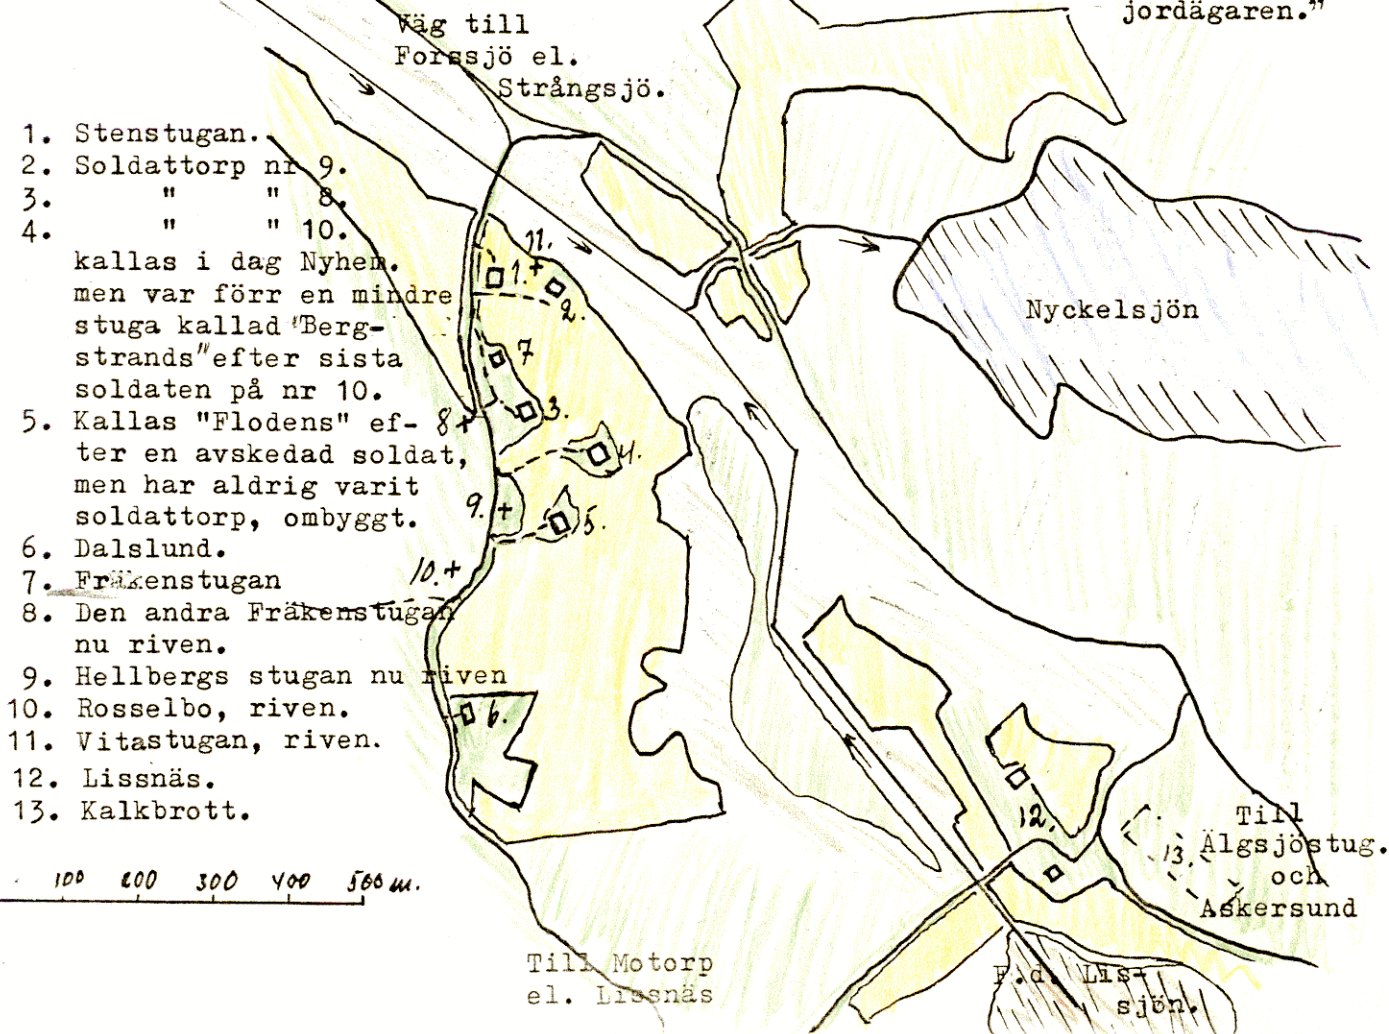 jordägaren."
Väg till
Forssjö el.
Strångsjö.
1. Stenstugan.
2. Soldattorp nr 9.
3. " " 8.
4. " " 10.
kallas i dag Nyhem.
men var förr en mindre
stuga kallad "Berg-
strands" efter sista
soldaten på nr 10.
5. Kallas "Flodens" ef-
ter en avskedad soldat,
men har aldrig varit
soldattorp, ombyggt.
6. Dalslund.
7. Fräkenstugan
8. Den andra Fräkenstugan
nu riven.
9. Hellbergs stugan nu riven
10. Rosselbo, riven.
11. Vitastugan, riven.
12. Lissnäs.
13. Kalkbrott.
100 200 300 400 500 m.
11.
1.
2.
7
3.
8
4.
9.
5.
10.
6.
Nyckelsjön
12.
13.
Till
Älgsjöstug.
och
Askersund
Till Motorp
el. Lissnäs
F.d. Lis-
sjön.